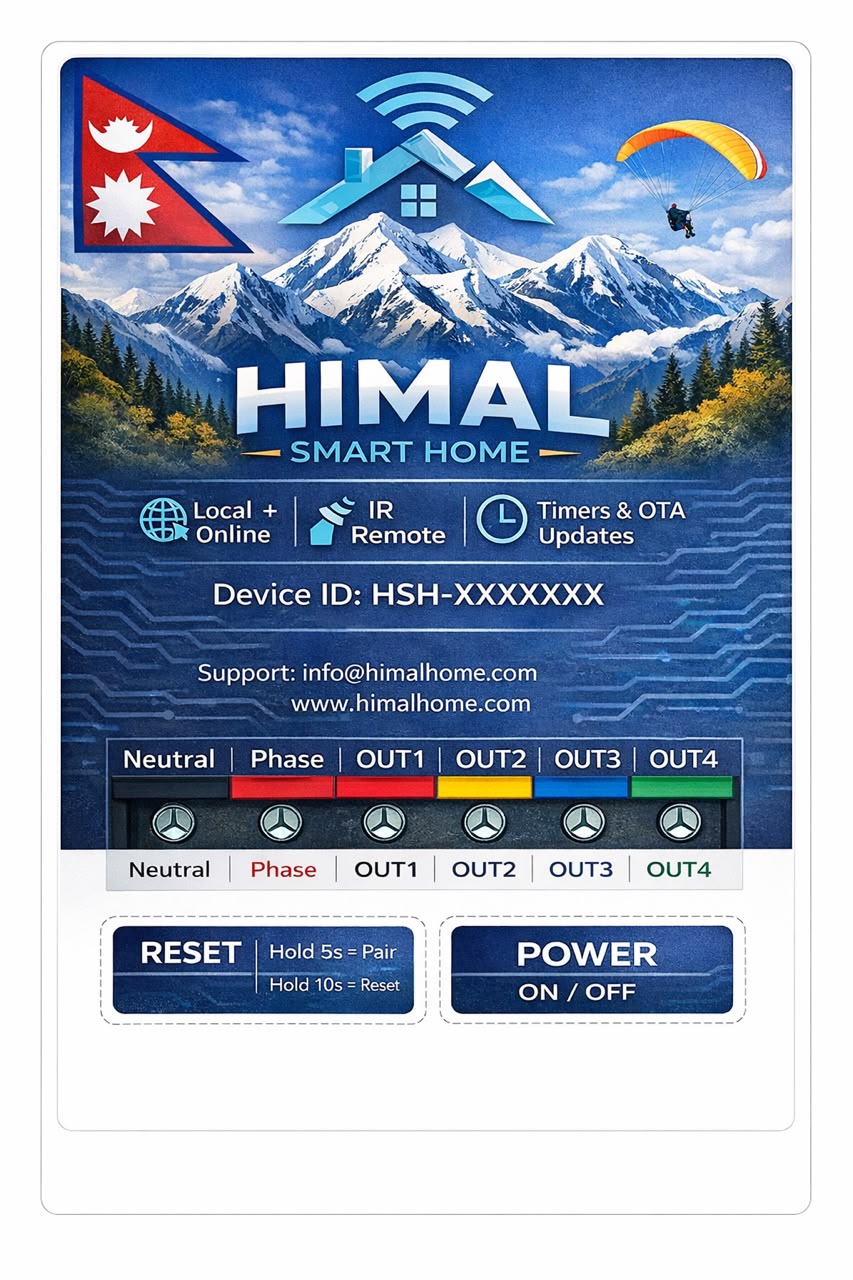 HIMAL
SMART HOME
Local +
Online
IR
Remote
Timers & OTA
Updates
Device ID: HSH-XXXXXXX
Support: info@himalhome.com
www.himalhome.com
Neutral | Phase | OUT1 | OUT2 | OUT3 | OUT4
Neutral | Phase | OUT1 | OUT2 | OUT3 | OUT4
RESET
Hold 5s = Pair
Hold 10s = Reset
POWER
ON / OFF